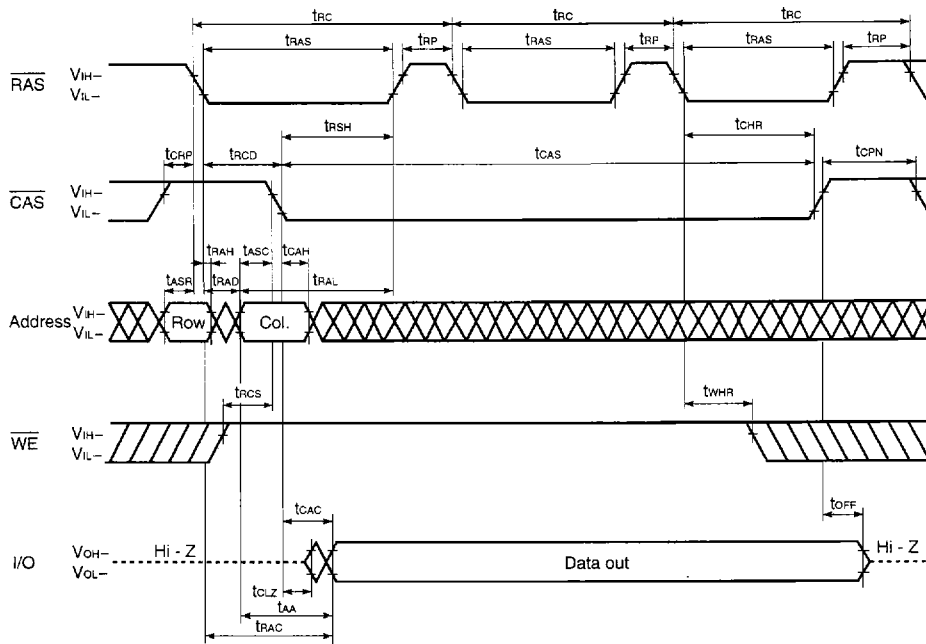 tRC tRC tRC
tRAS tRP tRAS tRP tRAS tRP
RAS VIH–
VIL–
tRSH tCHR
tCRP tRCD tCAS tCPN
CAS VIH–
VIL–
tRAH tASC tCAH
tASR tRAD tRAL
Address VIH–
VIL–
Row Col.
tRCS tWHR
WE VIH–
VIL–
tCAC tOFF
I/O VOH–
VOL–
Hi - Z Data out Hi - Z
tCLZ
tAA
tRAC